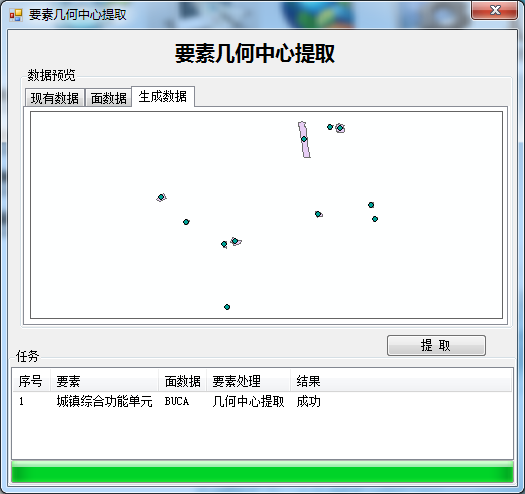 要素几何中心提取
要素几何中心提取
数据预览
现有数据 面数据 生成数据
提 取
任务
序号 要素 面数据 要素处理 结果
1 城镇综合功能单元 BUCA 几何中心提取 成功